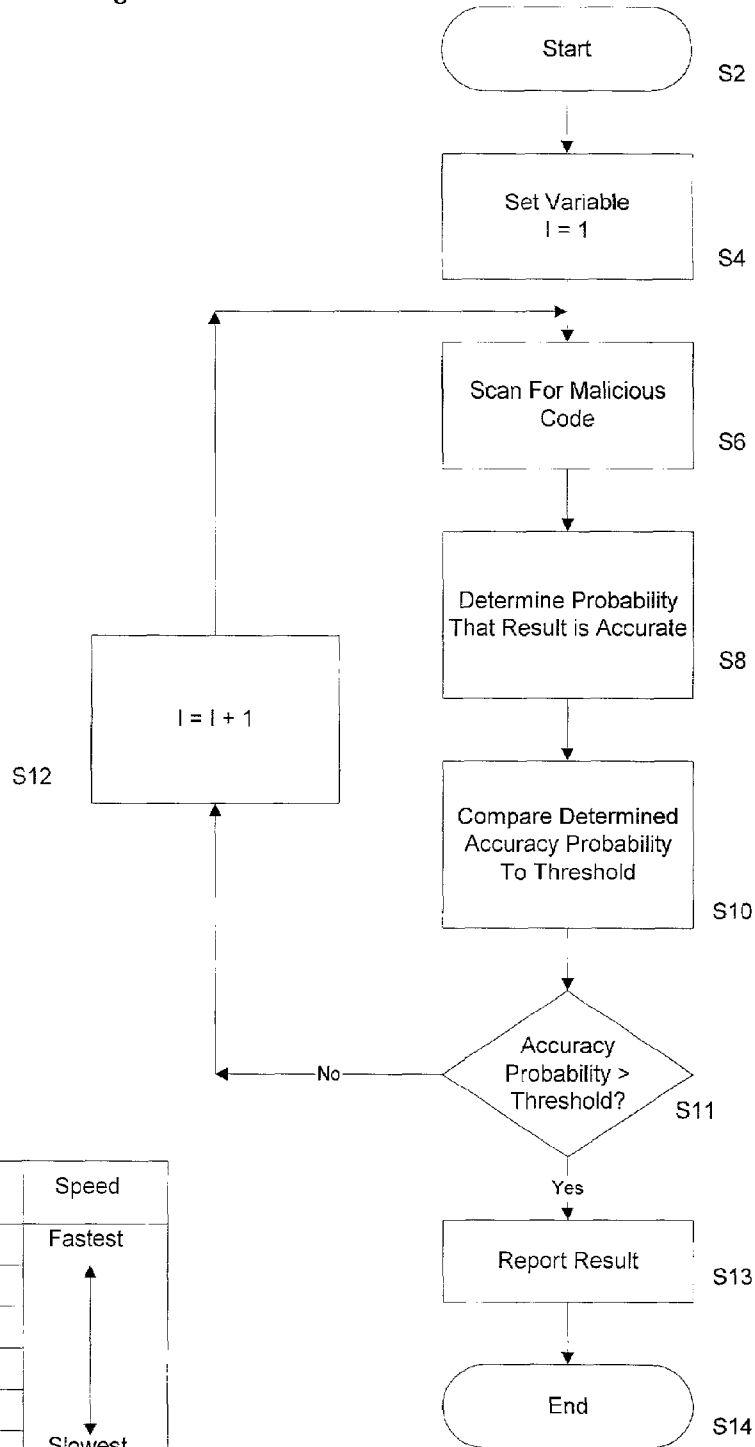 Start
S2
Set Variable
I = 1
S4
Scan For Malicious
Code
S6
Determine Probability
That Result is Accurate
S8
I = I + 1
S12
Compare Determined
Accuracy Probability
To Threshold
S10
Accuracy
Probability >
Threshold?
S11
No
Yes
Speed
Fastest
Slowest
Report Result
S13
End
S14